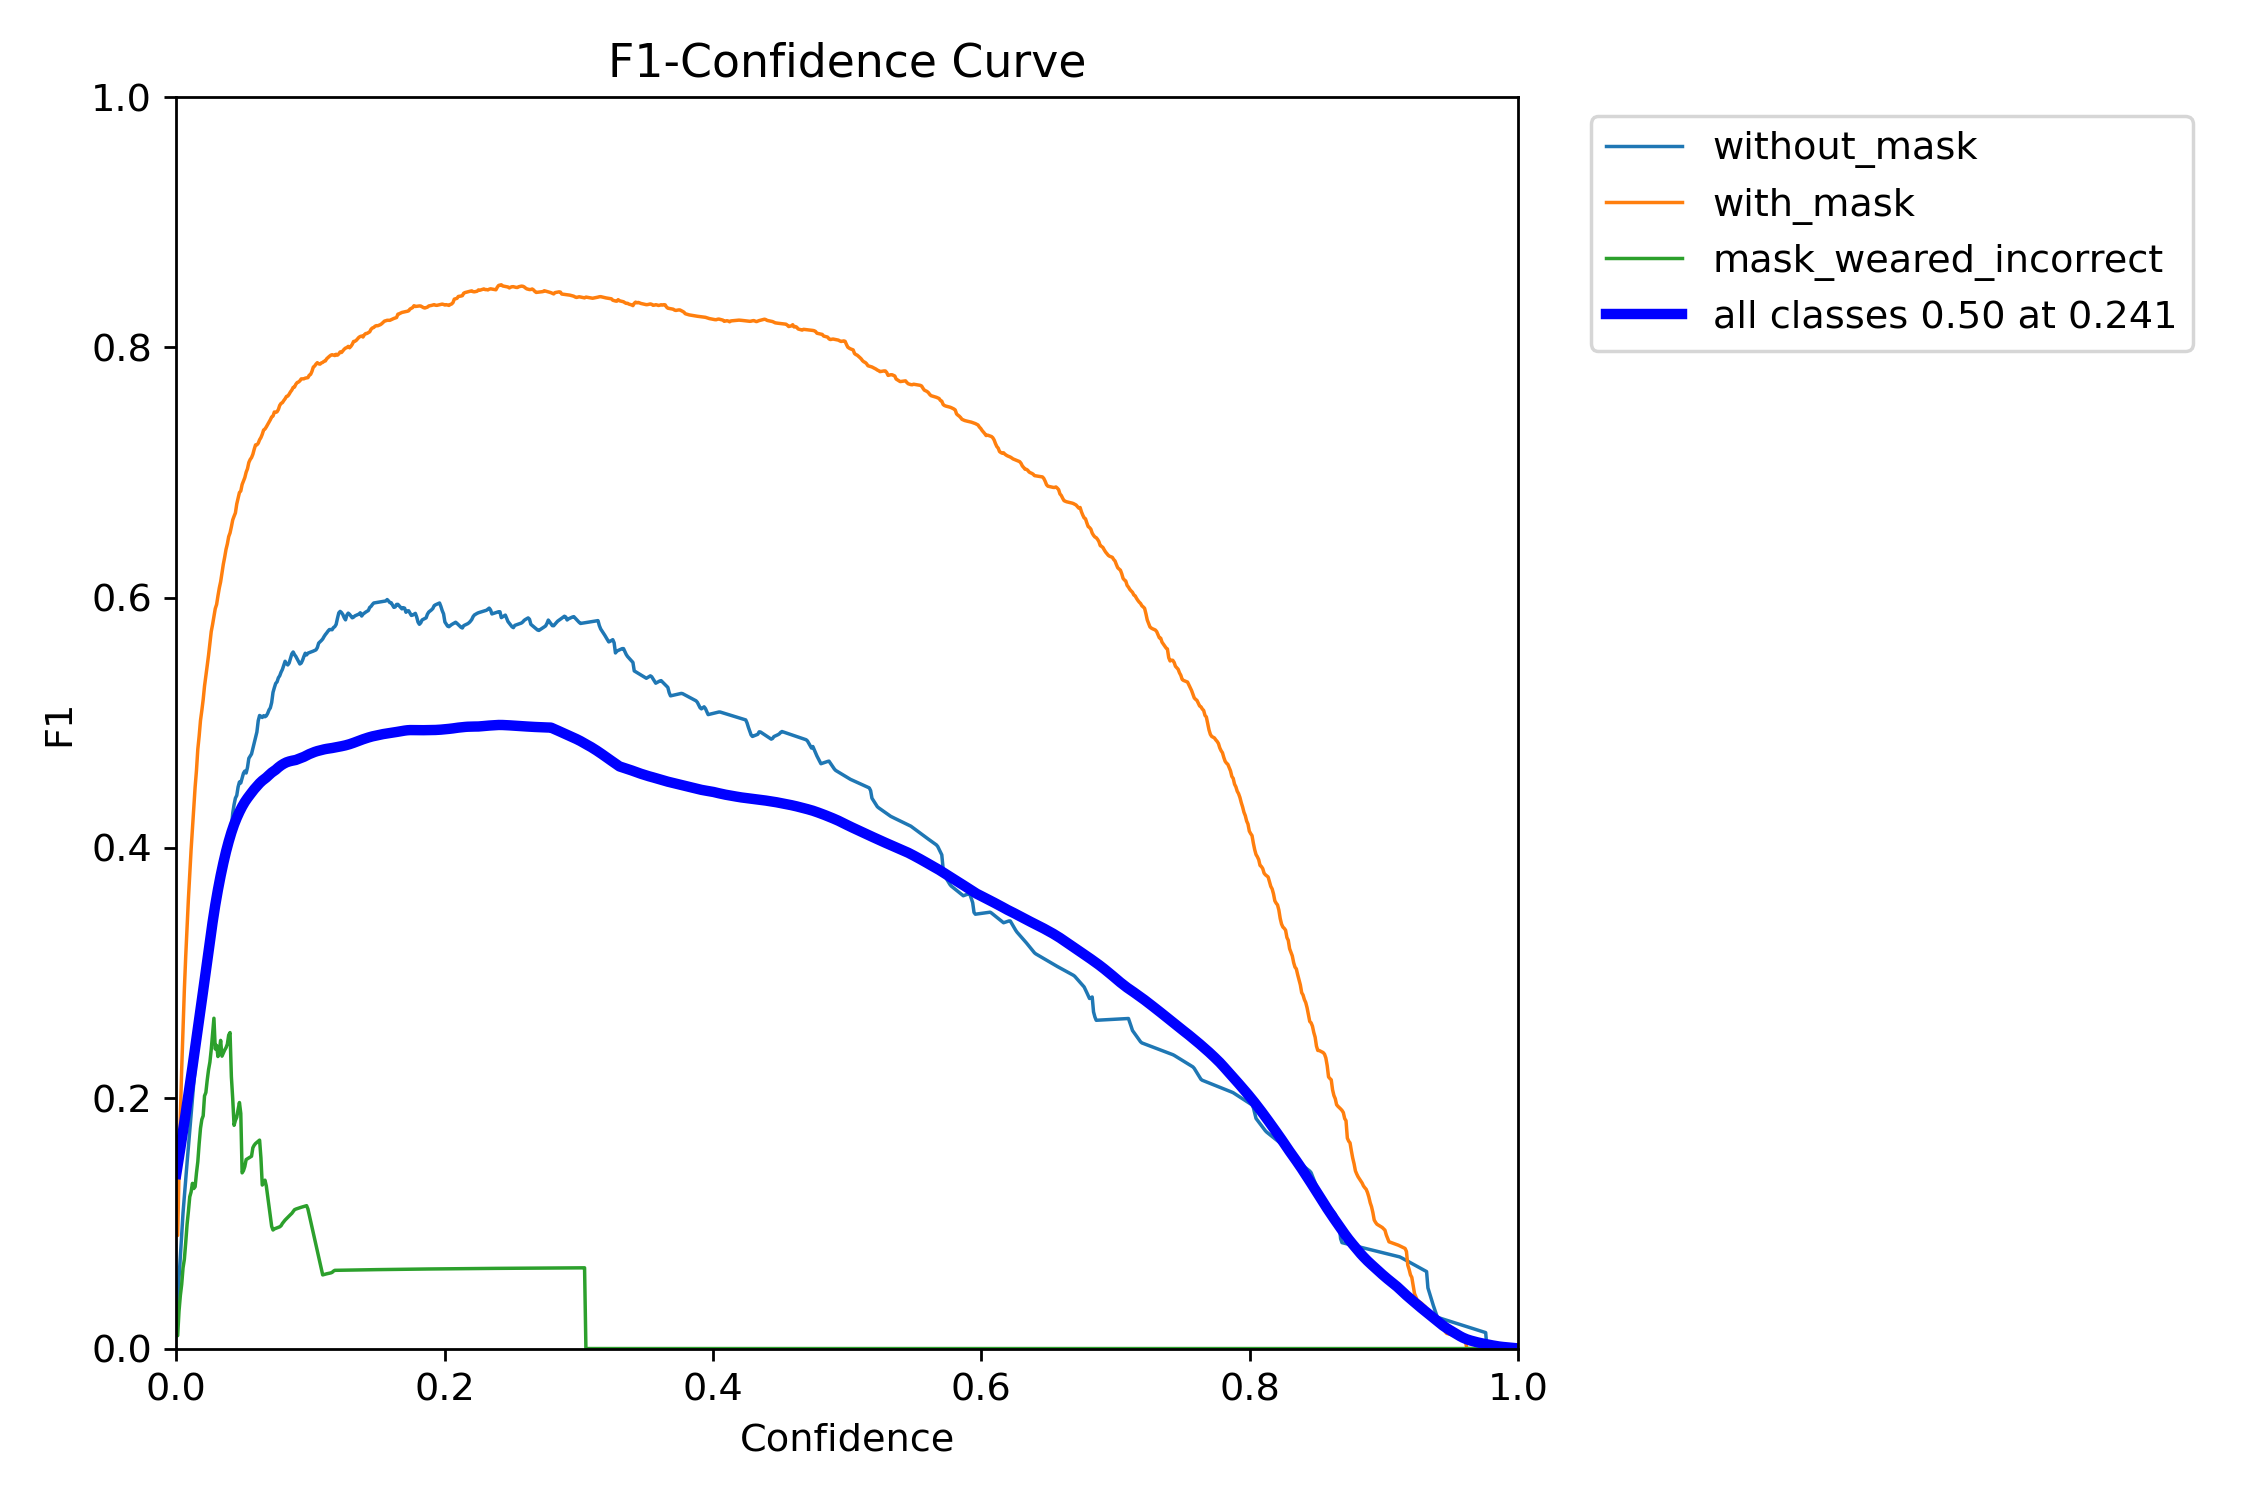 F1-Confidence Curve
1.0
0.8
0.6
0.4
0.2
0.0
F1
0.0 0.2 0.4 0.6 0.8 1.0
Confidence
without_mask
with_mask
mask_weared_incorrect
all classes 0.50 at 0.241